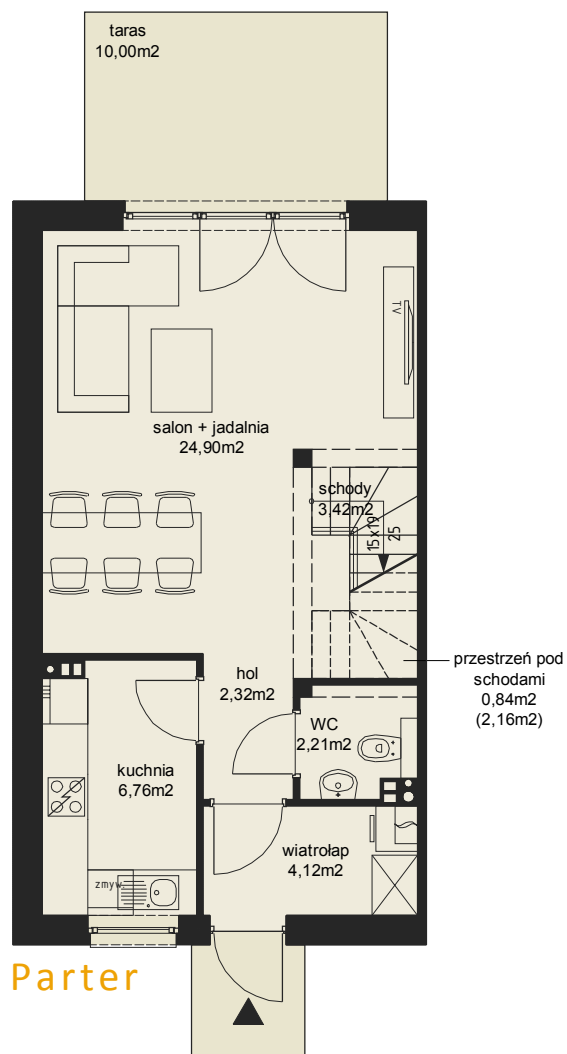 taras
10,00m2
TV
salon + jadalnia
24,90m2
schody
3,42m2
15x19
25
przestrzeń pod
schodami
0,84m2
(2,16m2)
hol
2,32m2
WC
2,21m2
kuchnia
6,76m2
wiatrołap
4,12m2
zmyw.
Parter